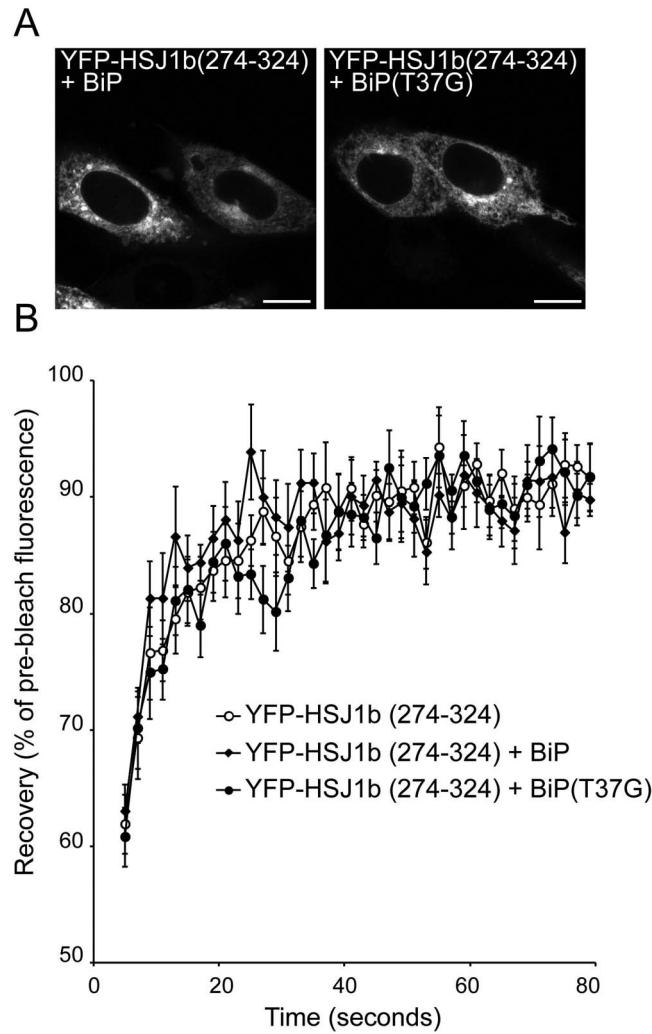 A
YFP-HSJ1b(274-324)
+ BiP
YFP-HSJ1b(274-324)
+ BiP(T37G)
B
Recovery (% of pre-bleach fluorescence)
100
90
80
70
60
50
YFP-HSJ1b (274-324)
YFP-HSJ1b (274-324) + BiP
YFP-HSJ1b (274-324) + BiP(T37G)
0
20
40
60
80
Time (seconds)